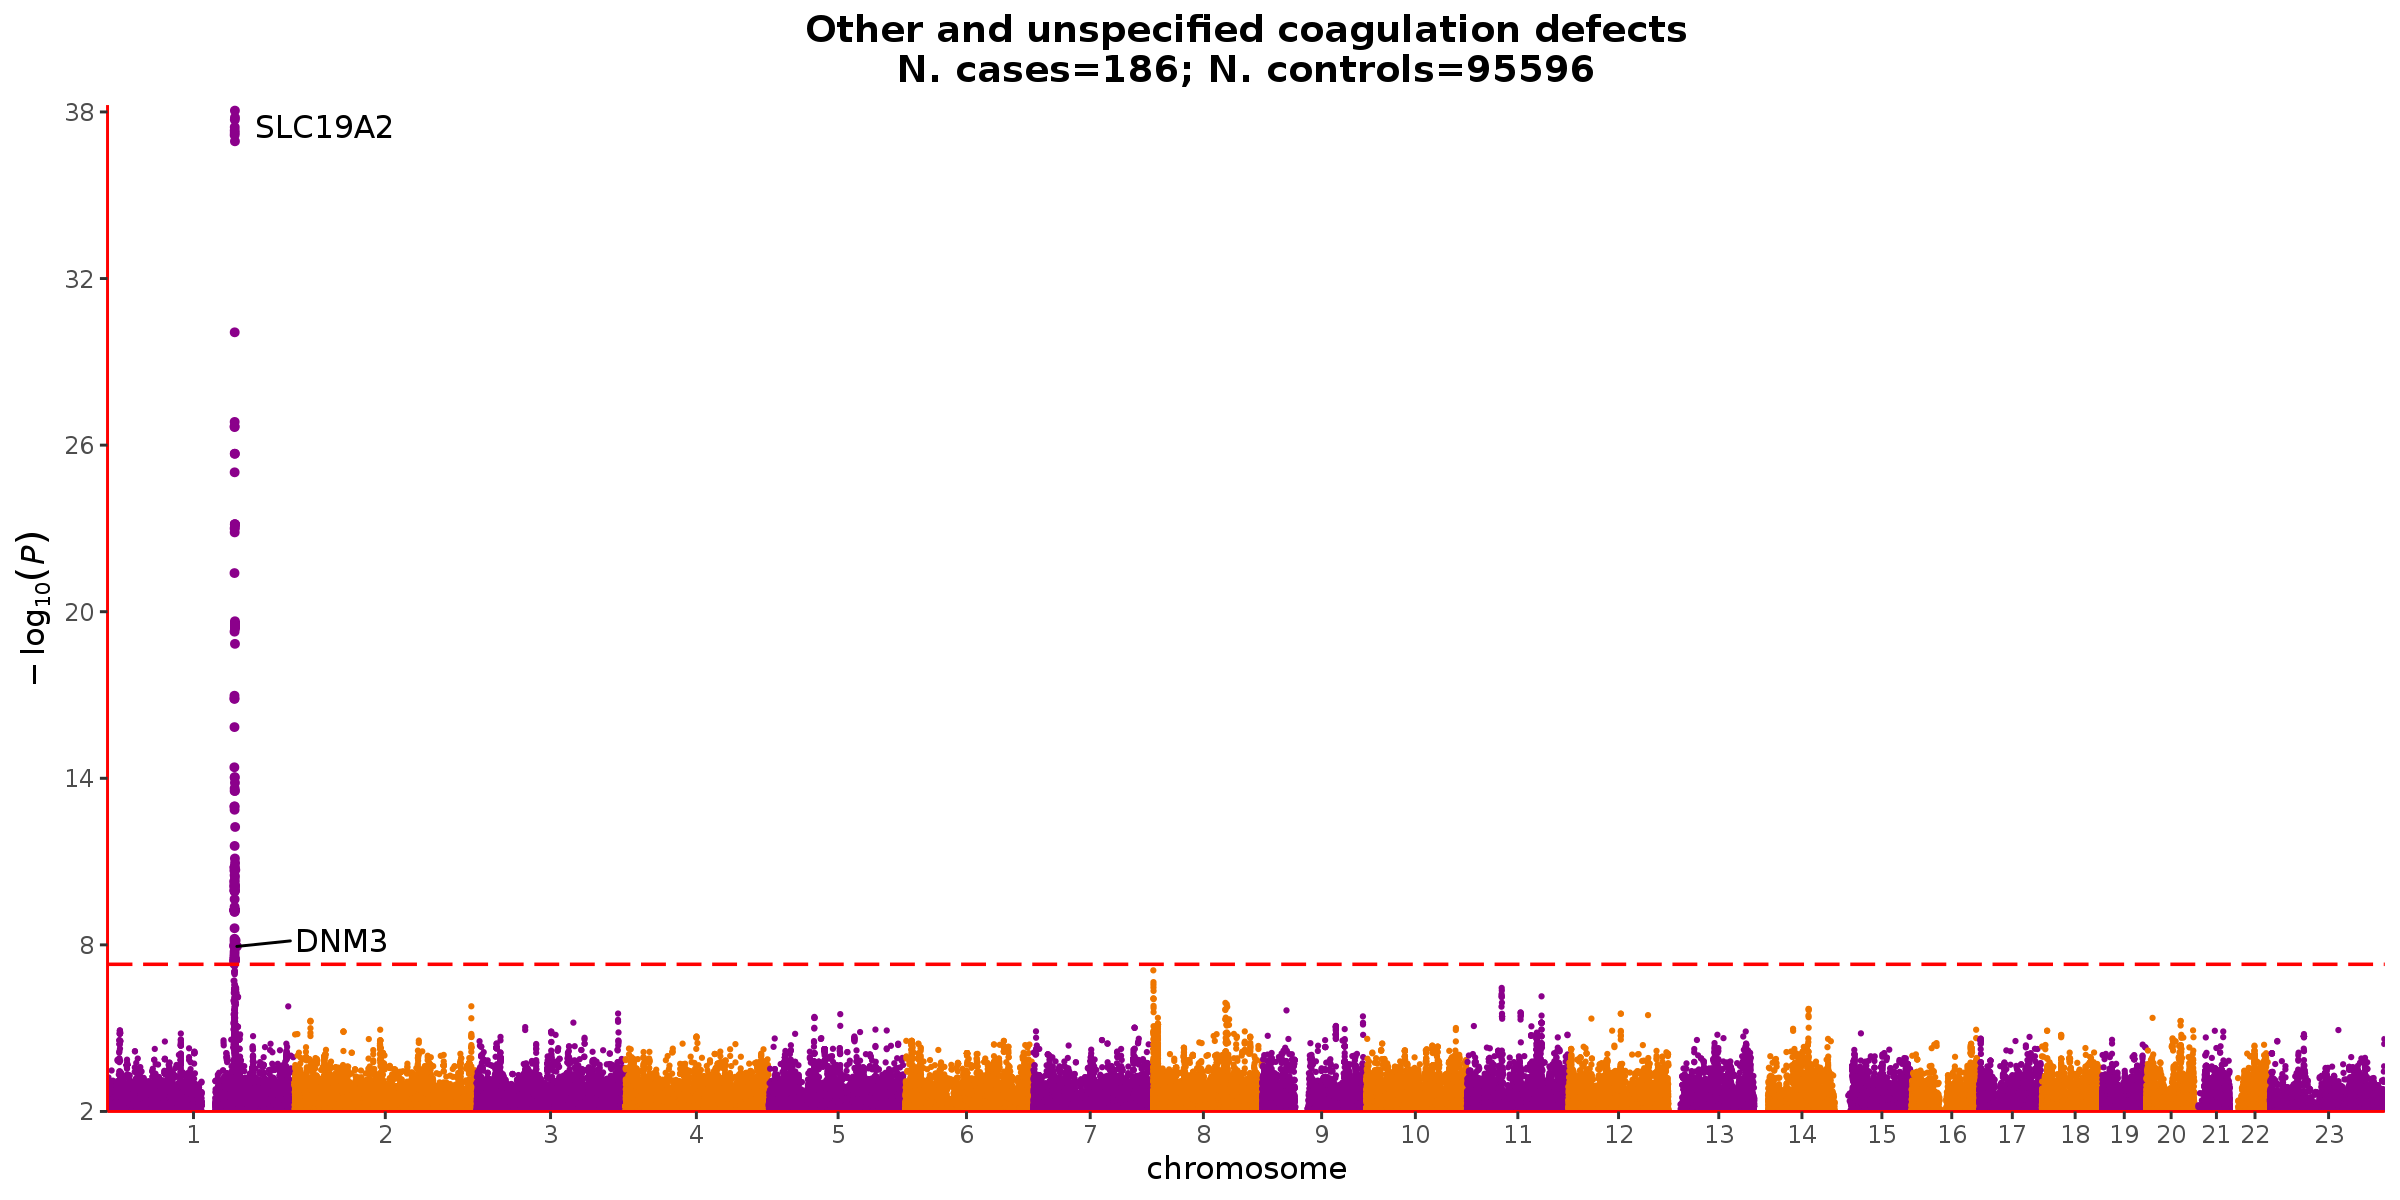 Other and unspecified coagulation defects
N. cases=186; N. controls=95596
38
SLC19A2
32
26
20
14
8
DNM3
2
− log10(P)
1 2 3 4 5 6 7 8 9 10 11 12 13 14 15 16 17 18 19 20 21 22 23
chromosome